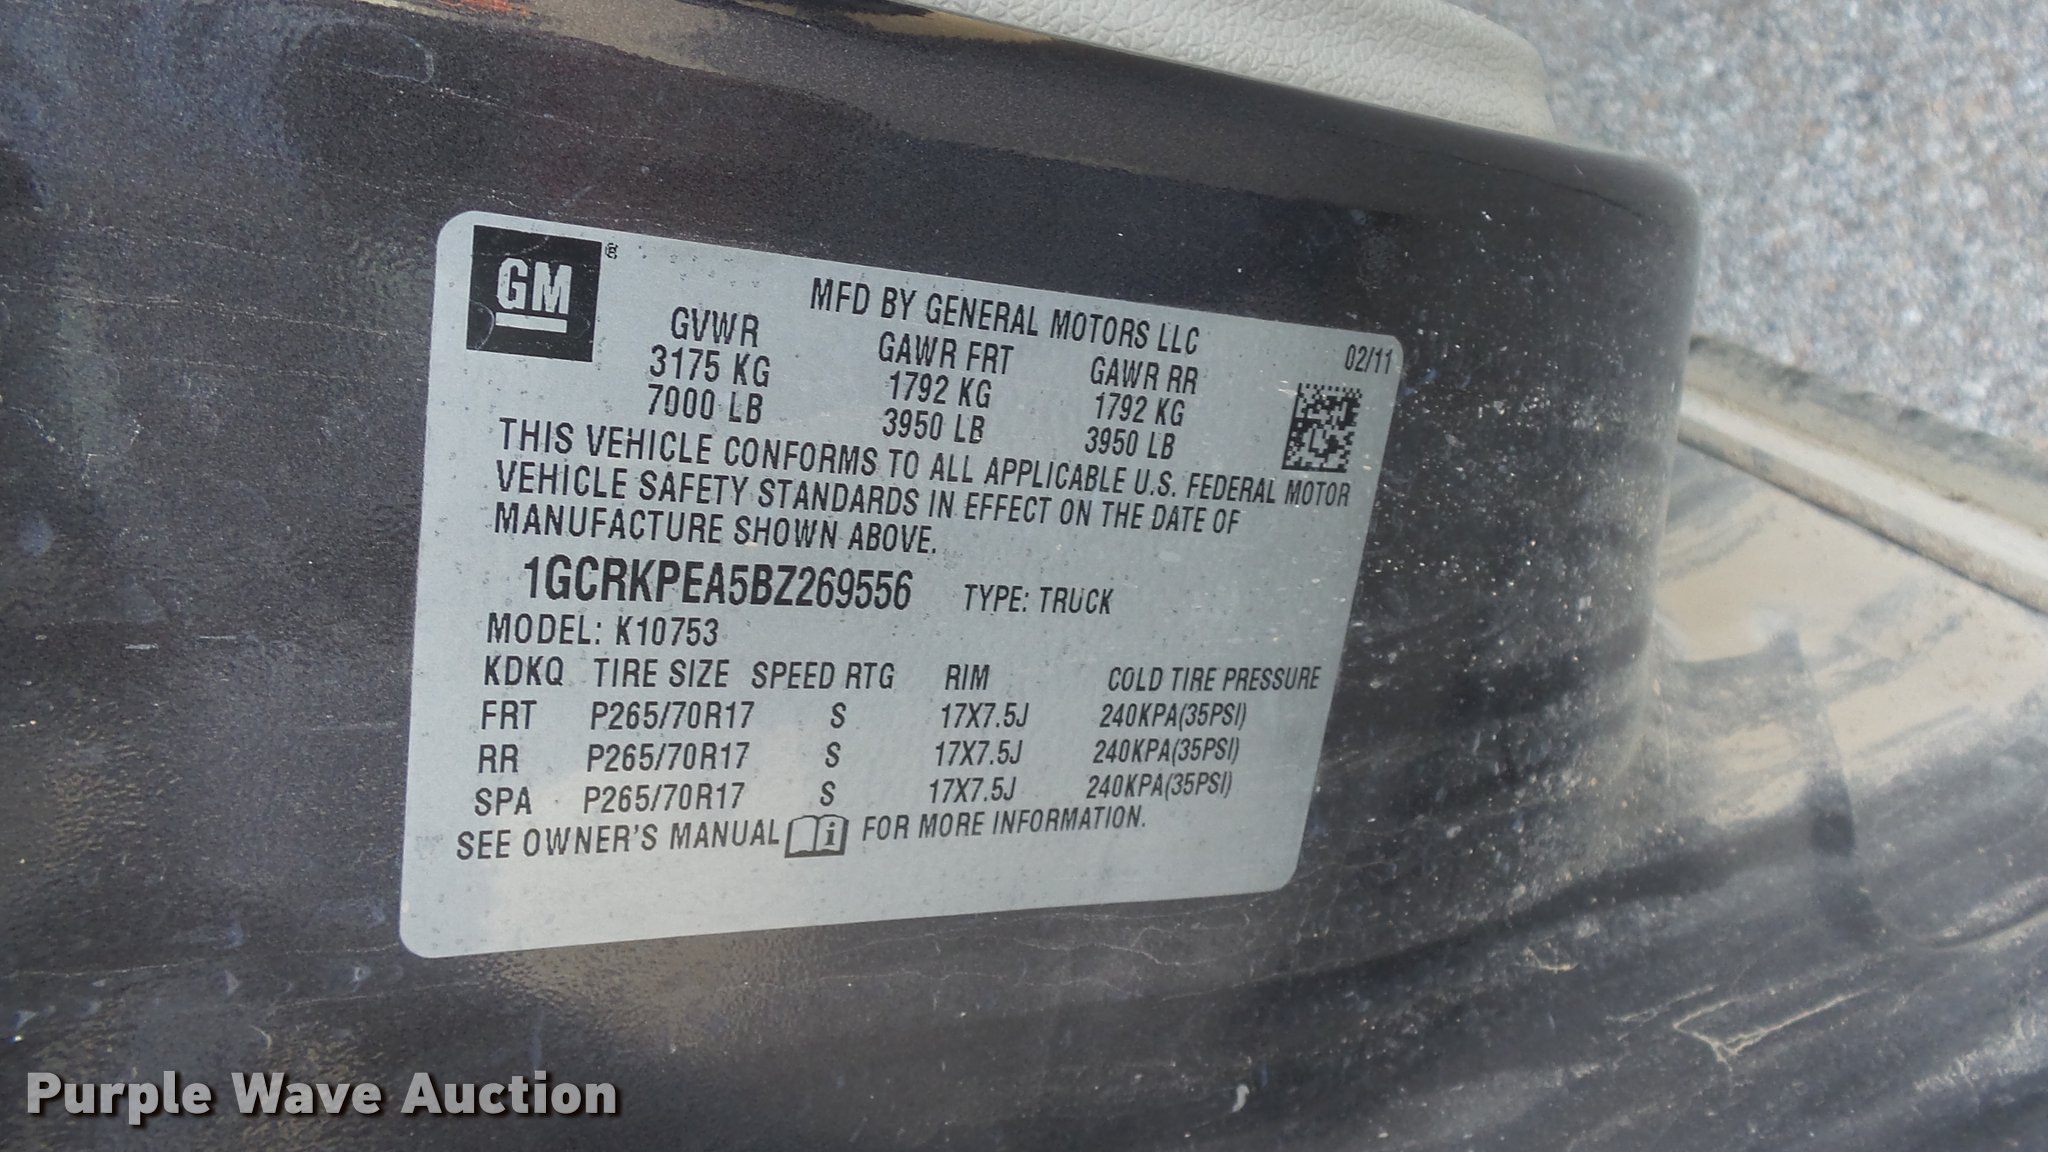 GM
MFD BY GENERAL MOTORS LLC
02/11
GVWR GAWR FRT GAWR RR
3175 KG 1792 KG 1792 KG
7000 LB 3950 LB 3950 LB
THIS VEHICLE CONFORMS TO ALL APPLICABLE U.S. FEDERAL MOTOR
VEHICLE SAFETY STANDARDS IN EFFECT ON THE DATE OF
MANUFACTURE SHOWN ABOVE.
1GCRKPEA5BZ269556 TYPE: TRUCK
MODEL: K10753
KDKQ TIRE SIZE SPEED RTG RIM COLD TIRE PRESSURE
FRT P265/70R17 S 17X7.5J 240KPA(35PSI)
RR P265/70R17 S 17X7.5J 240KPA(35PSI)
SPA P265/70R17 S 17X7.5J 240KPA(35PSI)
SEE OWNER'S MANUAL i FOR MORE INFORMATION.
Purple Wave Auction